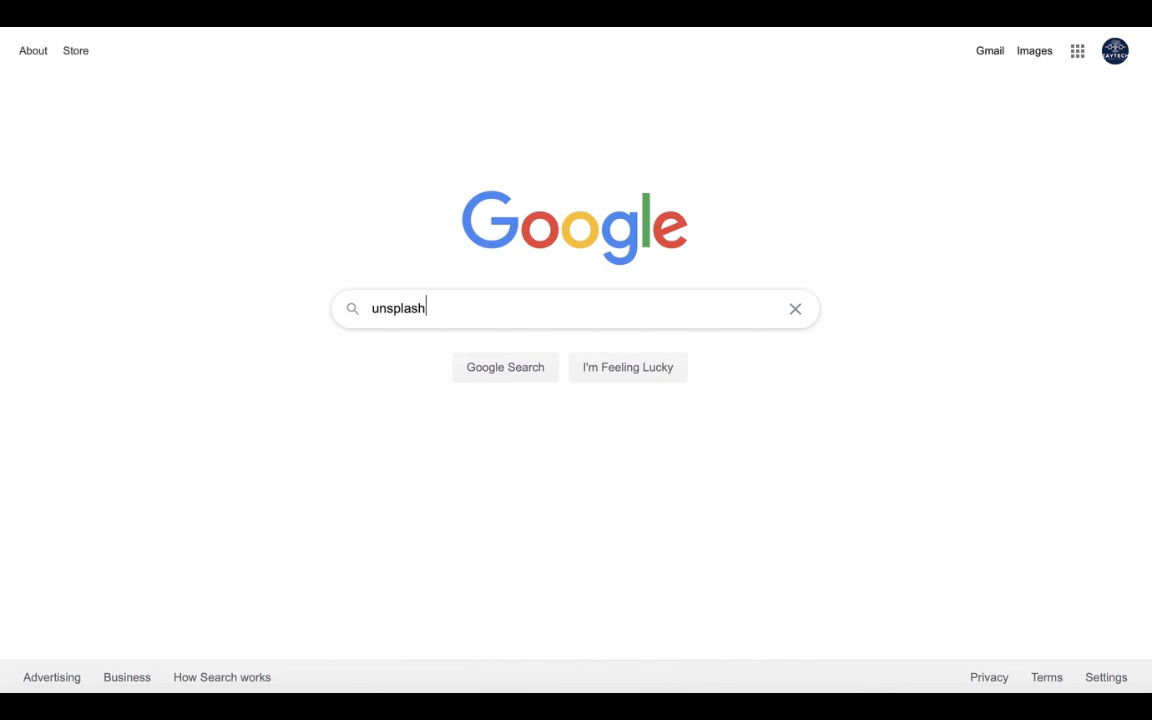 About Store
Gmail Images
Google
unsplash
Google Search I'm Feeling Lucky
Advertising Business How Search works
Privacy Terms Settings